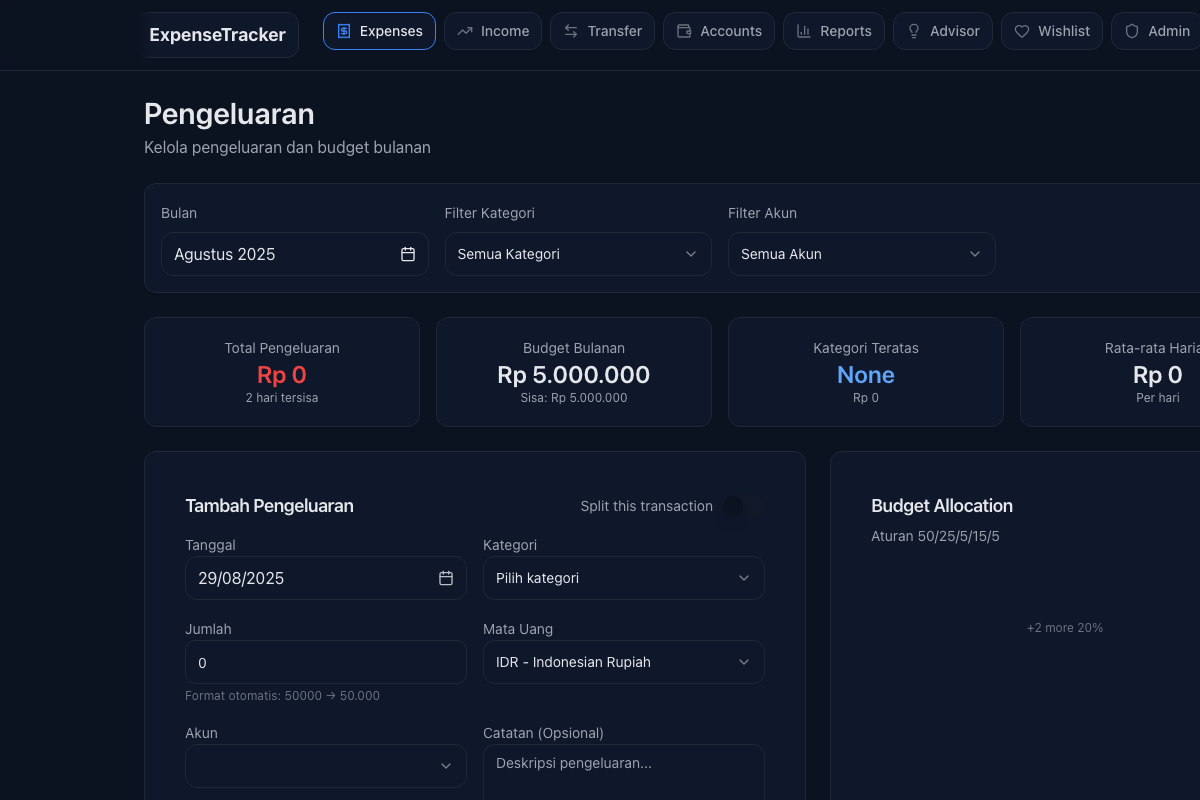 ExpenseTracker
Expenses
Income
Transfer
Accounts
Reports
Advisor
Wishlist
Admin
Pengeluaran
Kelola pengeluaran dan budget bulanan
Bulan
Filter Kategori
Filter Akun
Agustus 2025
Semua Kategori
Semua Akun
Total Pengeluaran
Rp 0
2 hari tersisa
Budget Bulanan
Rp 5.000.000
Sisa: Rp 5.000.000
Kategori Teratas
None
Rp 0
Rata-rata Haria
Rp 0
Per hari
Tambah Pengeluaran
Split this transaction
Tanggal
Kategori
29/08/2025
Pilih kategori
Jumlah
Mata Uang
0
IDR - Indonesian Rupiah
Format otomatis: 50000 → 50.000
Akun
Catatan (Opsional)
Deskripsi pengeluaran...
Budget Allocation
Aturan 50/25/5/15/5
+2 more 20%